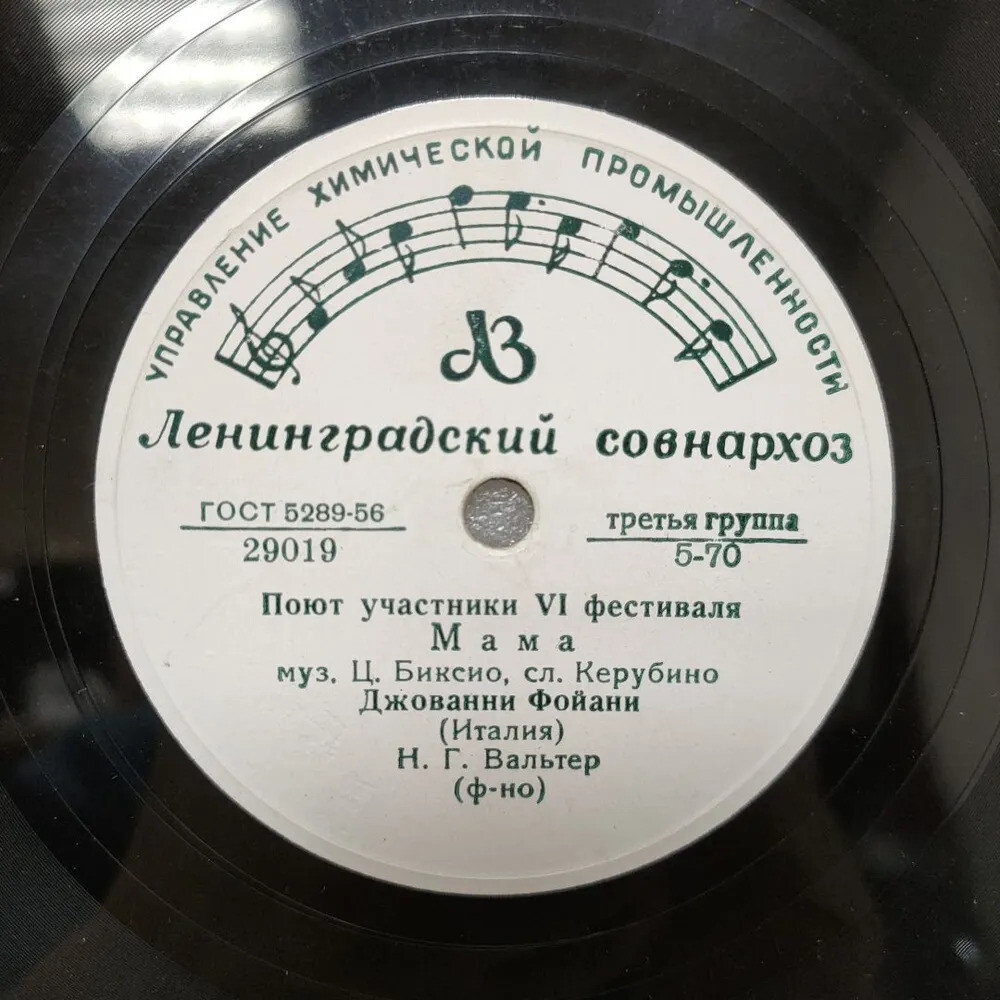 УПРАВЛЕНИЕ ХИМИЧЕСКОЙ ПРОМЫШЛЕННОСТИ
ЛЗ
Ленинградский совнархоз
ГОСТ 5289-56
29019
третья группа
5-70
Поют участники VI фестиваля
Мама
муз. Ц. Биксио, сл. Керубино
Джованни Фойани
(Италия)
Н. Г. Вальтер
(ф-но)